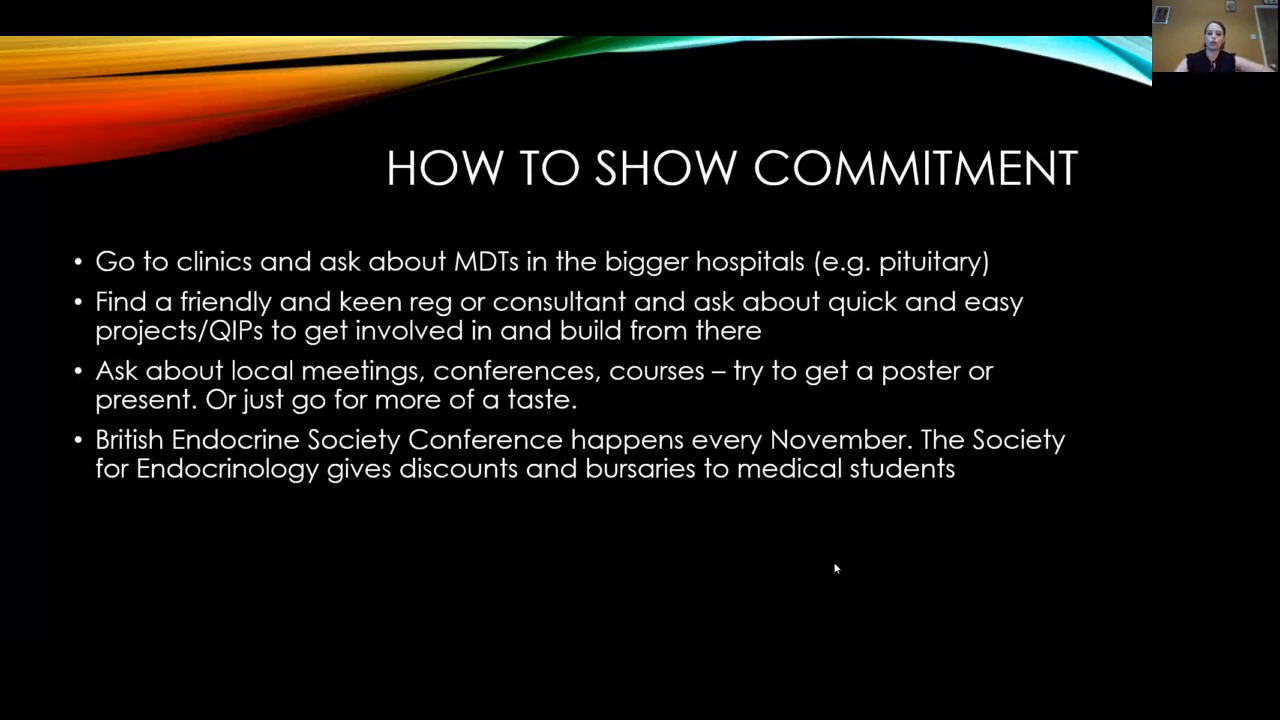 HOW TO SHOW COMMITMENT
• Go to clinics and ask about MDTs in the bigger hospitals (e.g. pituitary)
• Find a friendly and keen reg or consultant and ask about quick and easy
projects/QIPs to get involved in and build from there
• Ask about local meetings, conferences, courses – try to get a poster or
present. Or just go for more of a taste.
• British Endocrine Society Conference happens every November. The Society
for Endocrinology gives discounts and bursaries to medical students